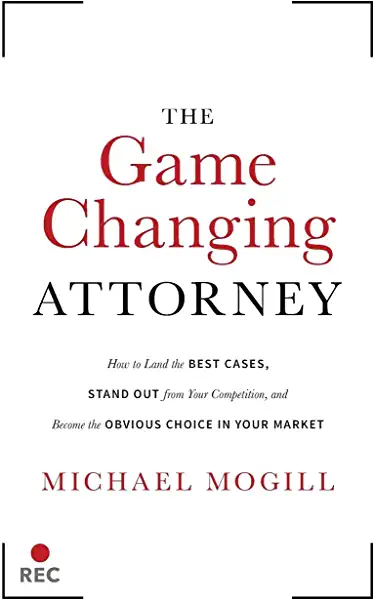 THE
Game
Changing
ATTORNEY
How to Land the BEST CASES,
STAND OUT from Your Competition, and
Become the OBVIOUS CHOICE IN YOUR MARKET
MICHAEL MOGILL
REC